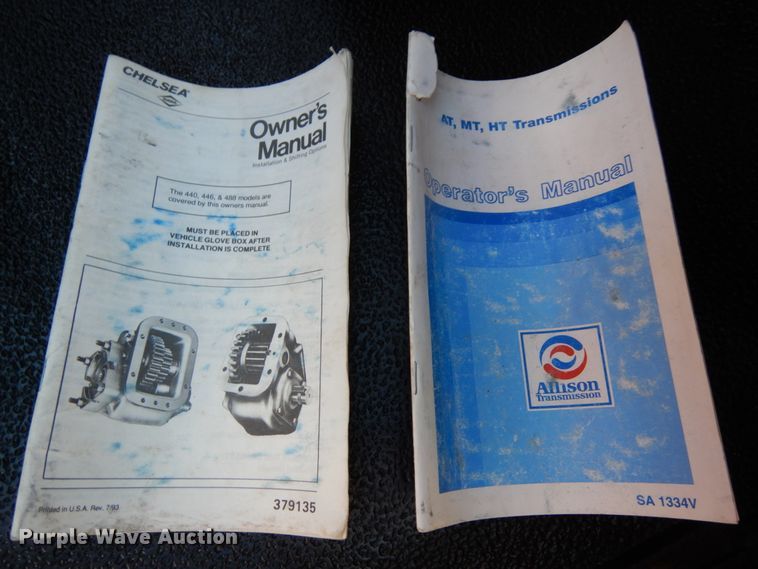 CHELSEA®
Owner's
Manual
Installation & Shifting Options
The 440, 446, & 488 models are
covered by this owners manual.
MUST BE PLACED IN
VEHICLE GLOVE BOX AFTER
INSTALLATION IS COMPLETE
Printed in U.S.A. Rev. 7/93
379135
AT, MT, HT Transmissions
Operator's Manual
Allison
Transmission
SA 1334V
Purple Wave Auction